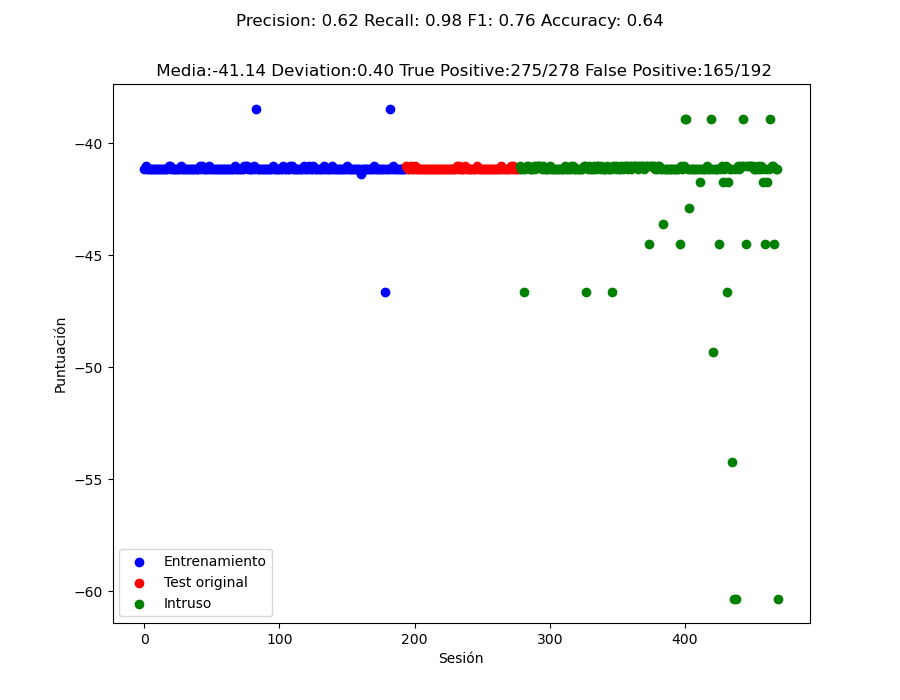 Precision: 0.62 Recall: 0.98 F1: 0.76 Accuracy: 0.64
Media:-41.14 Deviation:0.40 True Positive:275/278 False Positive:165/192
−40
−45
−50
−55
−60
Puntuación
Entrenamiento
Test original
Intruso
0 100 200 300 400
Sesión